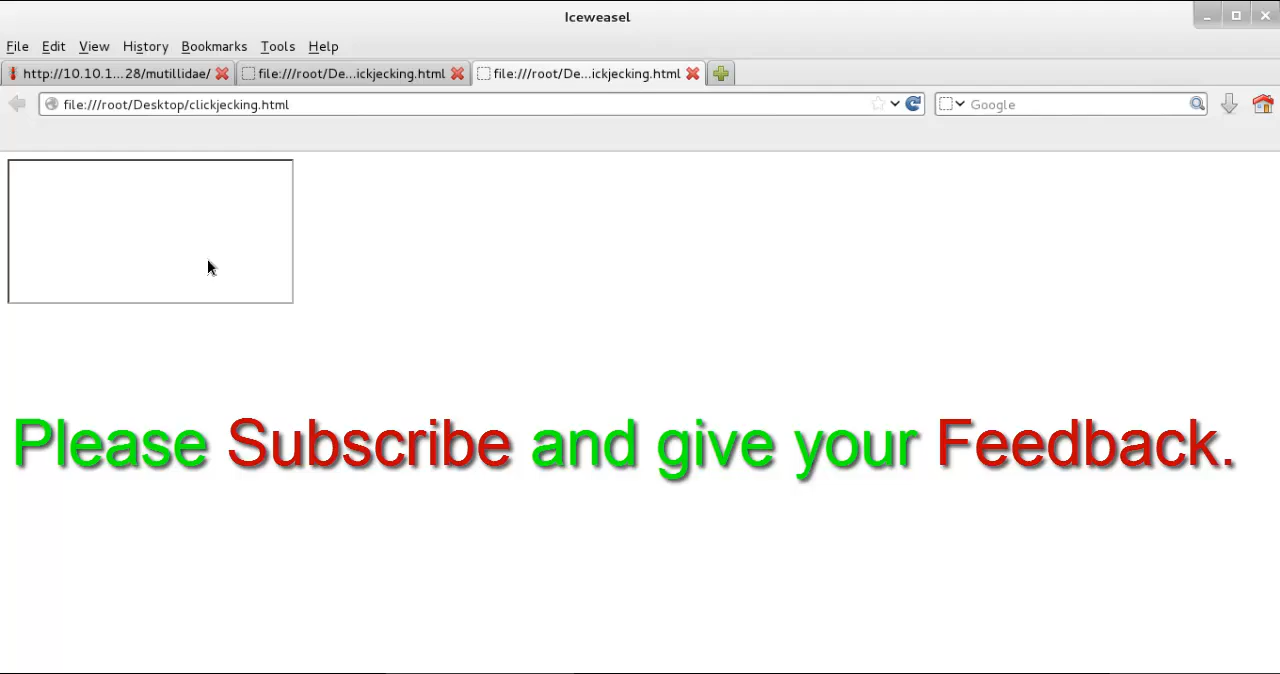 Iceweasel
File Edit View History Bookmarks Tools Help
http://10.10.1...28/mutillidae/ file:///root/De...ickjecking.html file:///root/De...ickjecking.html
file:///root/Desktop/clickjecking.html Google
Please Subscribe and give your Feedback.